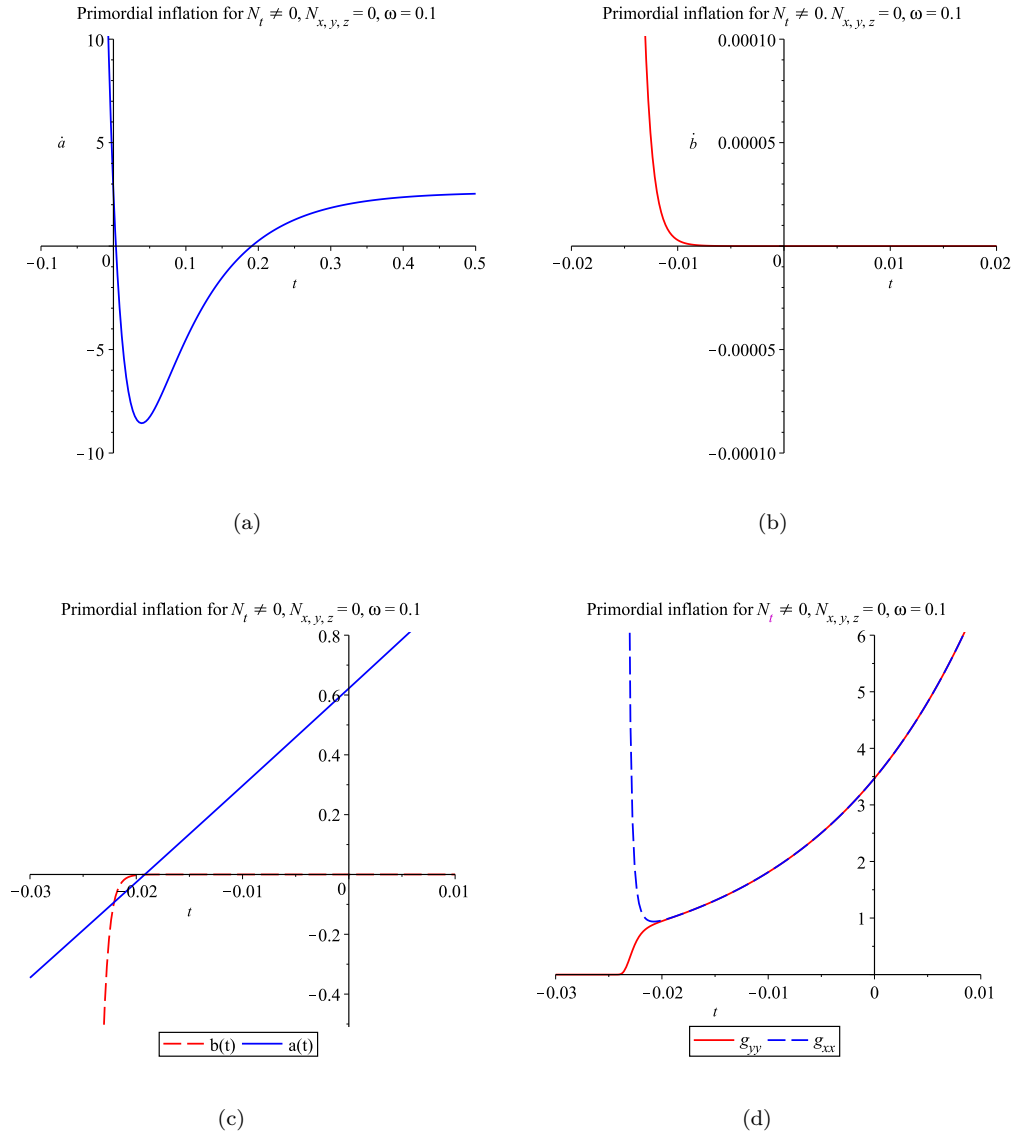 Primordial inflation for N_t ≠ 0, N_{x, y, z} = 0, ω = 0.1
10
5
ȧ
−0.1
0
0.1
0.2
0.3
0.4
0.5
t
−5
−10
(a)
Primordial inflation for N_t ≠ 0. N_{x, y, z} = 0, ω = 0.1
0.00010
ḃ
0.00005
−0.02
−0.01
0
0.01
0.02
t
−0.00005
−0.00010
(b)
Primordial inflation for N_t ≠ 0, N_{x, y, z} = 0, ω = 0.1
0.8
0.6
0.4
0.2
−0.03
−0.02
−0.01
0
0.01
t
−0.2
−0.4
b(t) a(t)
(c)
Primordial inflation for N_t ≠ 0, N_{x, y, z} = 0, ω = 0.1
6
5
4
3
2
1
−0.03
−0.02
−0.01
0
0.01
t
g_{yy} g_{xx}
(d)